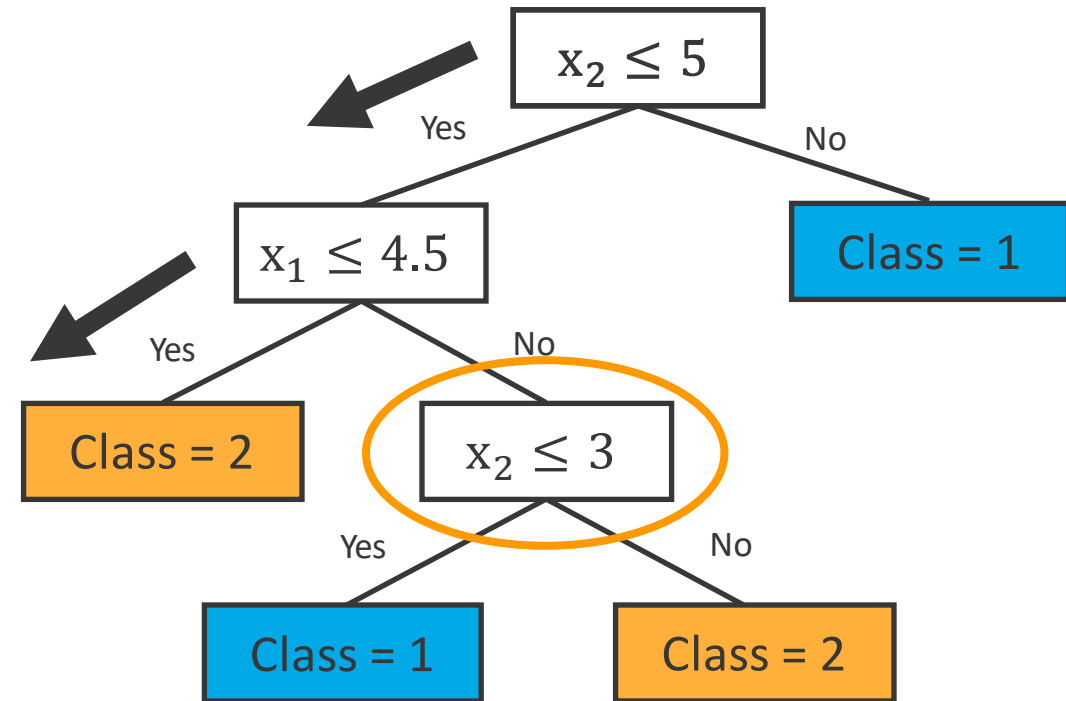 x₂ ≤ 5
Yes
No
x₁ ≤ 4.5
Class = 1
Yes
No
Class = 2
x₂ ≤ 3
Yes
No
Class = 1
Class = 2